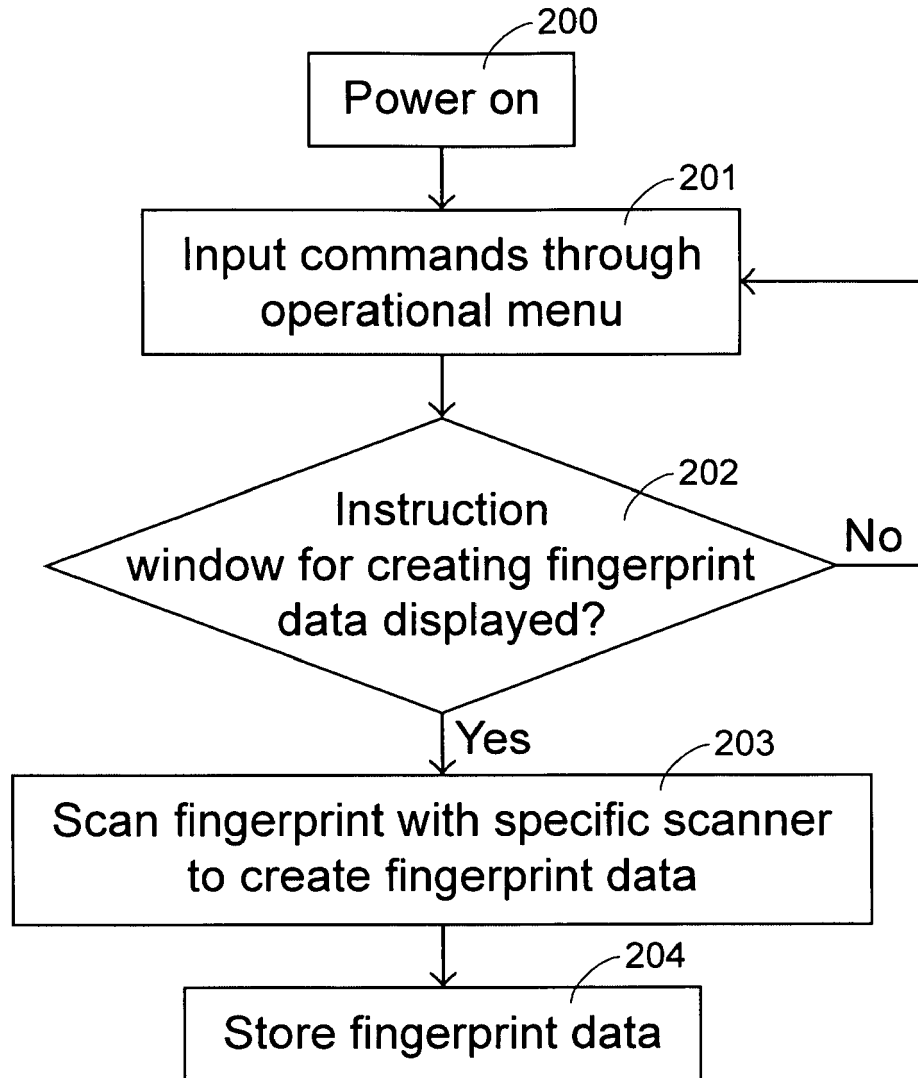 200
Power on
201
Input commands through
operational menu
202
Instruction
window for creating fingerprint
data displayed?
No
Yes
203
Scan fingerprint with specific scanner
to create fingerprint data
204
Store fingerprint data